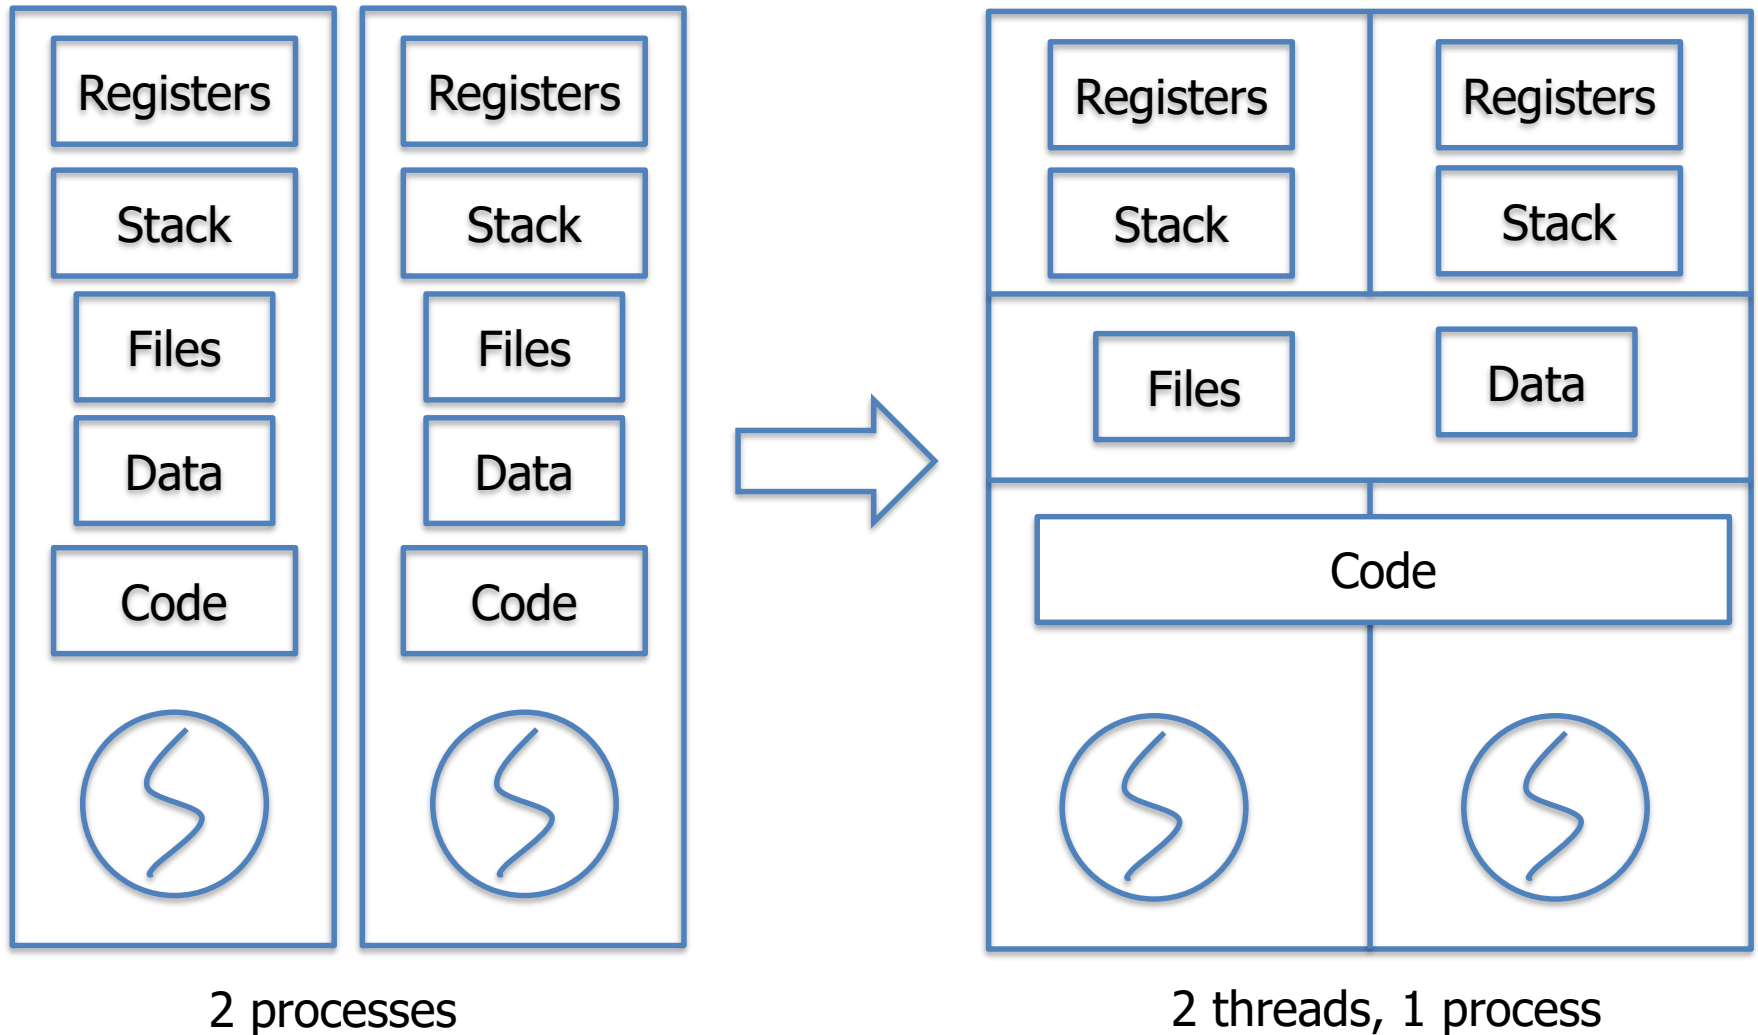 Registers
Stack
Files
Data
Code
Registers
Stack
Files
Data
Code
2 processes
Registers
Registers
Stack
Stack
Files
Data
Code
2 threads, 1 process